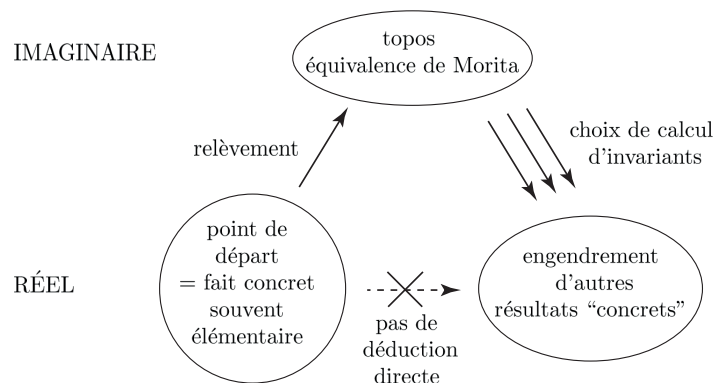 IMAGINAIRE
topos
équivalence de Morita
relèvement
choix de calcul
d'invariants
RÉEL
point de
départ
= fait concret
souvent
élémentaire
pas de
déduction
directe
engendrement
d'autres
résultats “concrets”